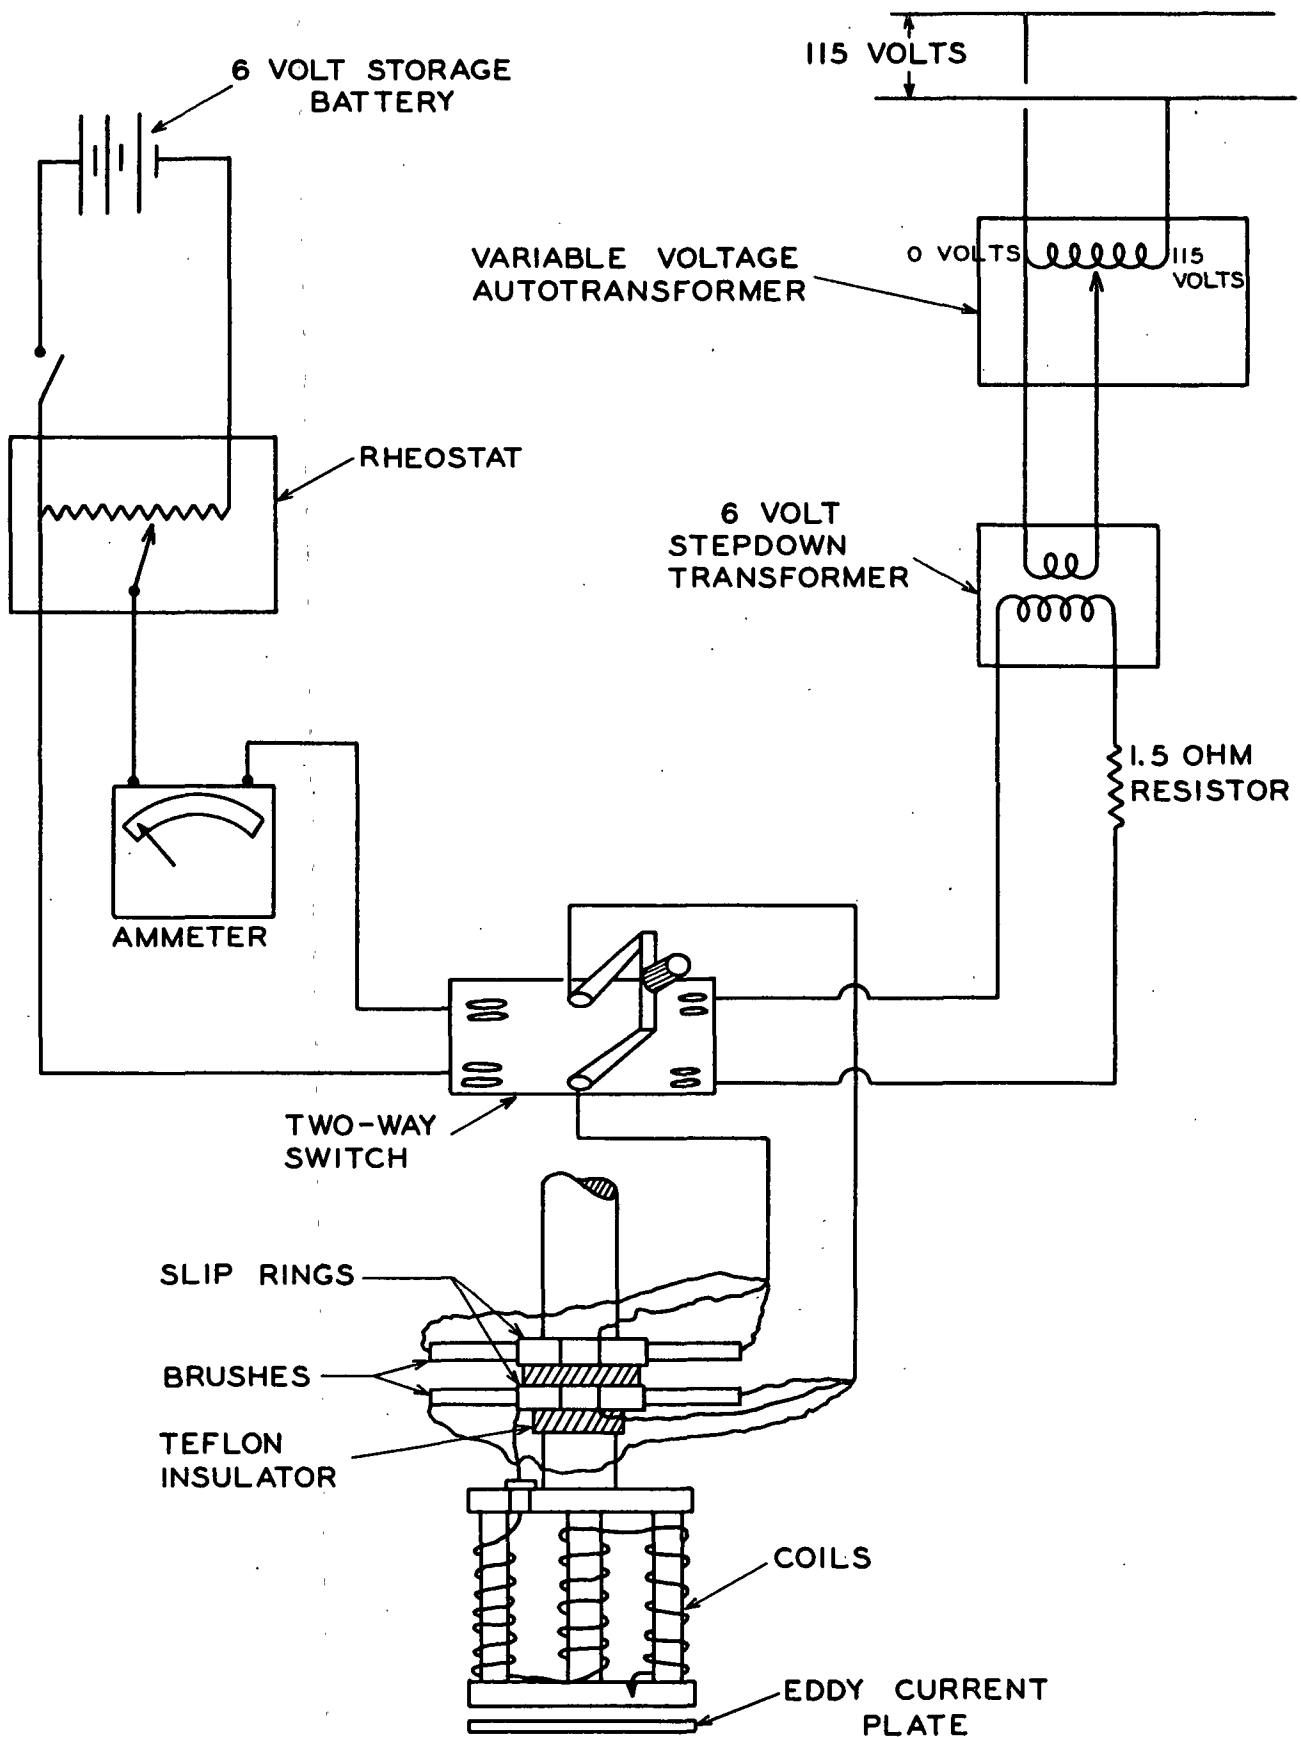 115 VOLTS
6 VOLT STORAGE
BATTERY
VARIABLE VOLTAGE
AUTOTRANSFORMER
0 VOLTS
115
VOLTS
RHEOSTAT
6 VOLT
STEPDOWN
TRANSFORMER
1.5 OHM
RESISTOR
AMMETER
TWO-WAY
SWITCH
SLIP RINGS
BRUSHES
TEFLON
INSULATOR
COILS
EDDY CURRENT
PLATE